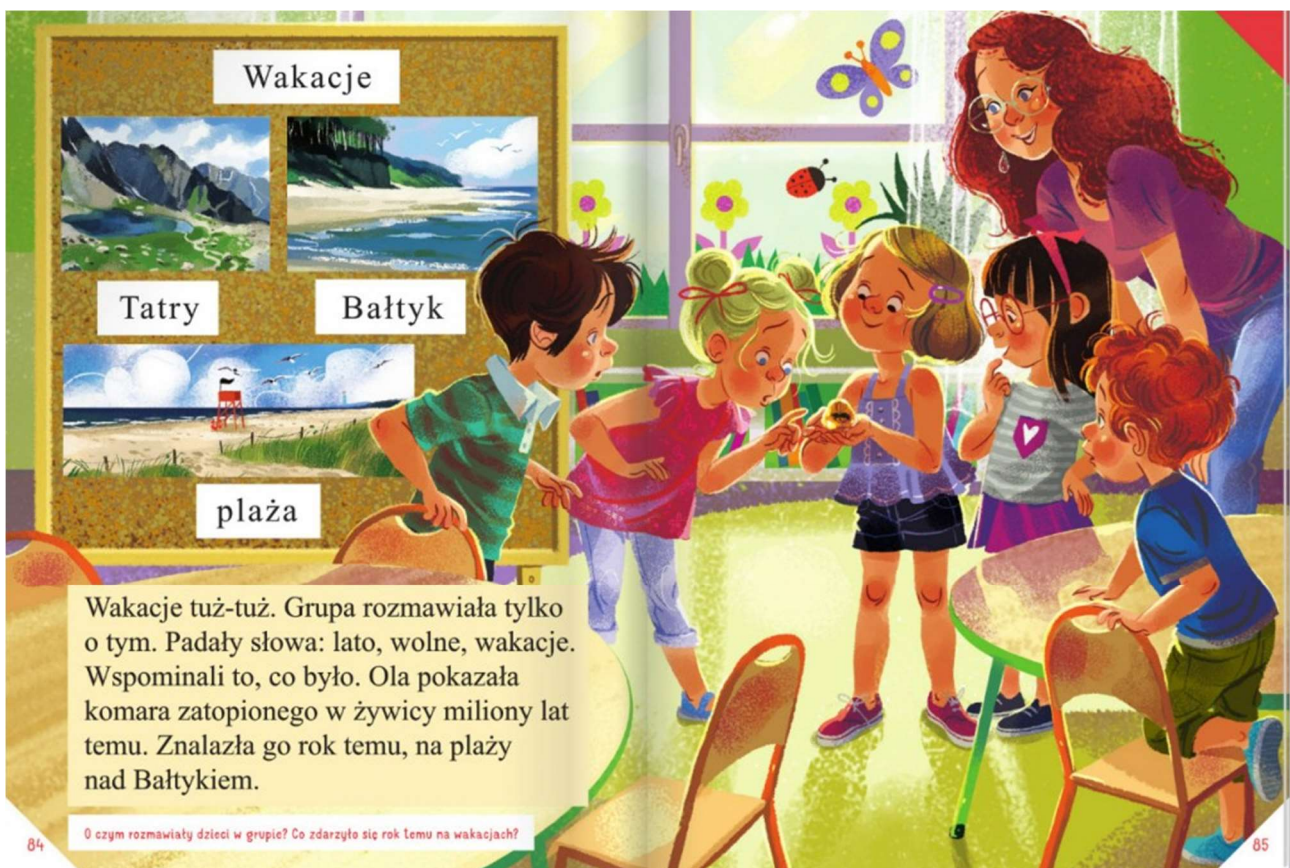 Wakacje
Tatry
Bałtyk
plaża
Wakacje tuż-tuż. Grupa rozmawiała tylko
o tym. Padały słowa: lato, wolne, wakacje.
Wspominali to, co było. Ola pokazała
komara zatopionego w żywicy miliony lat
temu. Znalazła go rok temu, na plaży
nad Bałtykiem.
O czym rozmawiały dzieci w grupie? Co zdarzyło się rok temu na wakacjach?
84
85